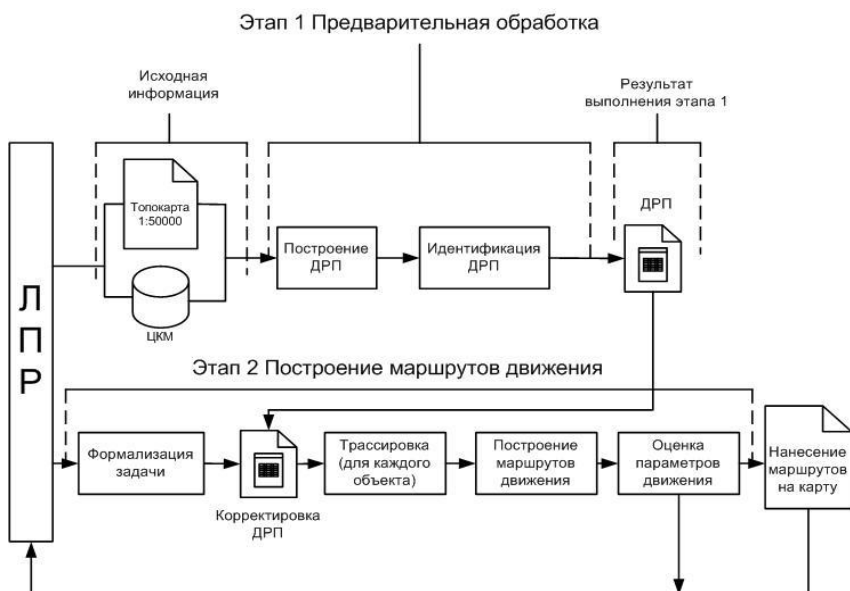 Этап 1 Предварительная обработка
Исходная
информация
Результат
выполнения этапа 1
Топокарта
1:50000
ЦКМ
Построение
ДРП
Идентификация
ДРП
ДРП
ЛПР
Этап 2 Построение маршрутов движения
Формализация
задачи
Корректировка
ДРП
Трассировка
(для каждого
объекта)
Построение
маршрутов
движения
Оценка
параметров
движения
Нанесение
маршрутов
на карту